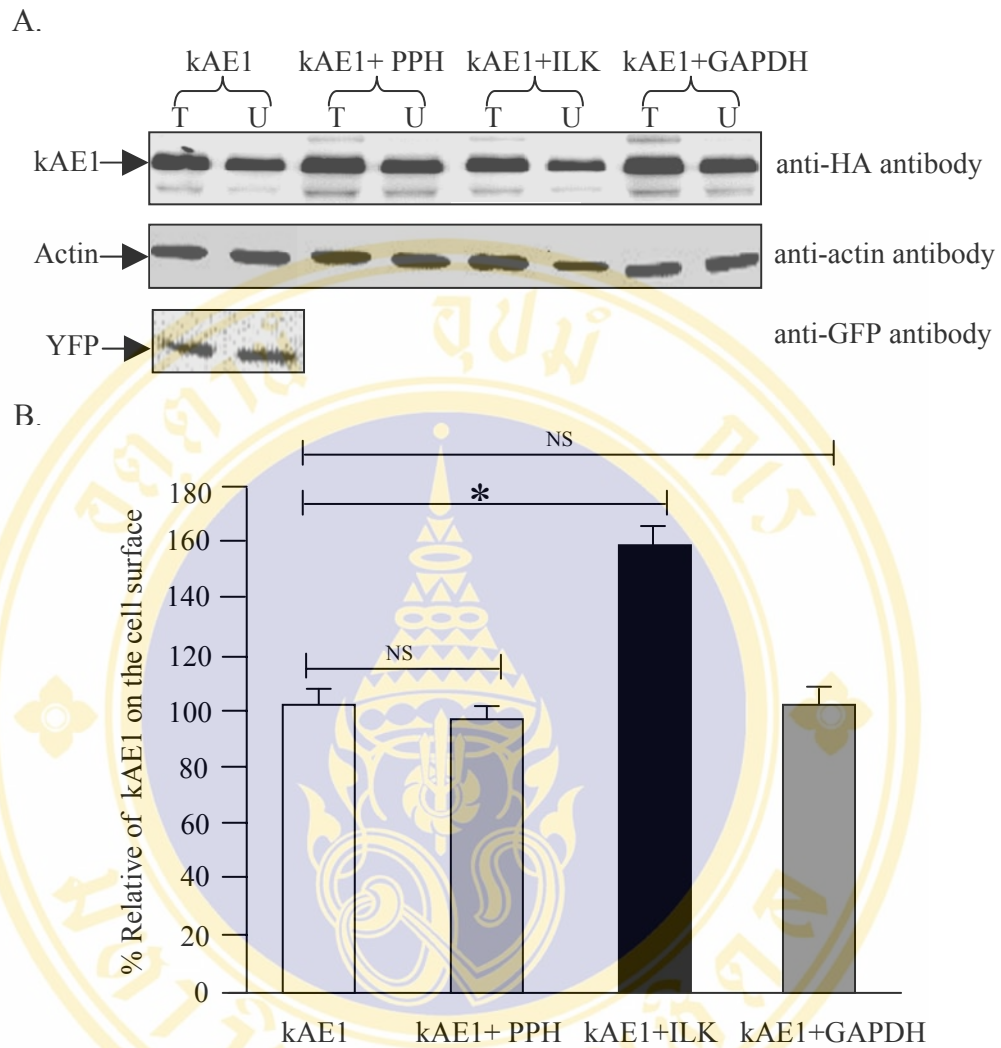 A.
kAE1 kAE1+ PPH kAE1+ILK kAE1+GAPDH
T U T U T U T U
kAE1 anti-HA antibody
Actin anti-actin antibody
YFP anti-GFP antibody
B.
NS
*
NS
% Relative of kAE1 on the cell surface
180
160
140
120
100
80
60
40
20
0
kAE1 kAE1+ PPH kAE1+ILK kAE1+GAPDH